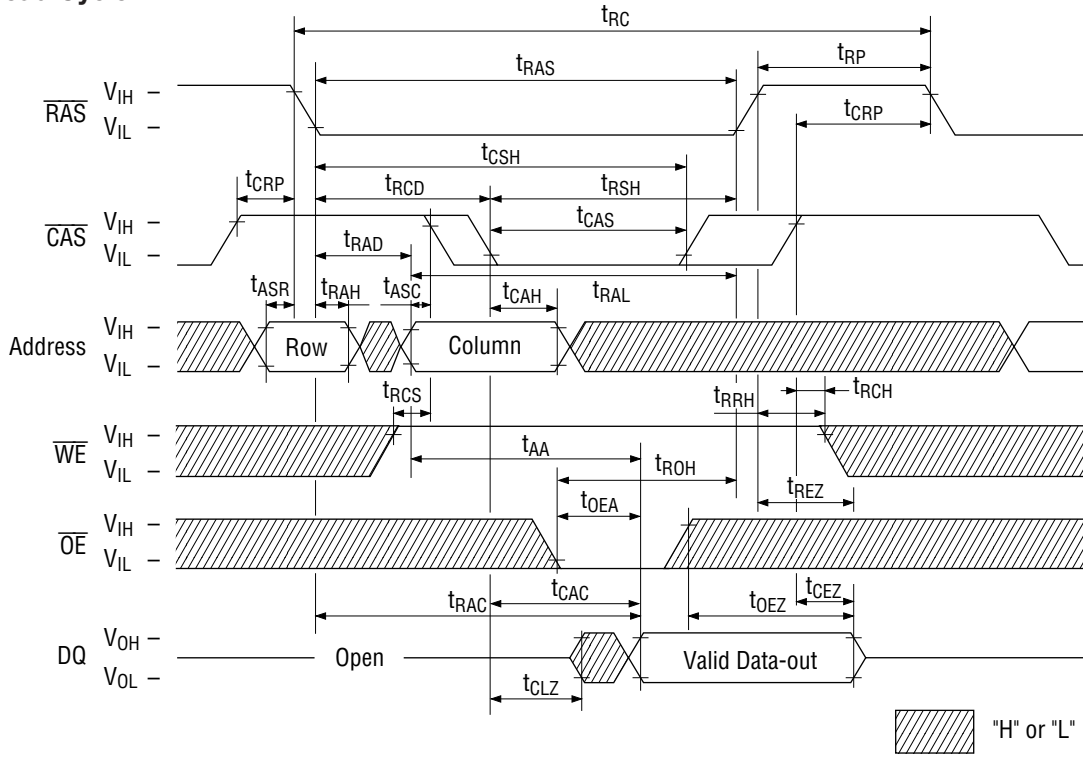 tRC
tRAS
tRP
RAS
VIH –
VIL –
tCRP
tCSH
tCRP
tRCD
tRSH
CAS
VIH –
VIL –
tCAS
tRAD
tASR
tRAH
tASC
tCAH
tRAL
Address
VIH –
VIL –
Row
Column
tRCS
tRRH
tRCH
WE
VIH –
VIL –
tAA
tROH
tREZ
tOEA
OE
VIH –
VIL –
tCAC
tRAC
tCEZ
tOEZ
DQ
VOH –
VOL –
Open
Valid Data-out
tCLZ
"H" or "L"